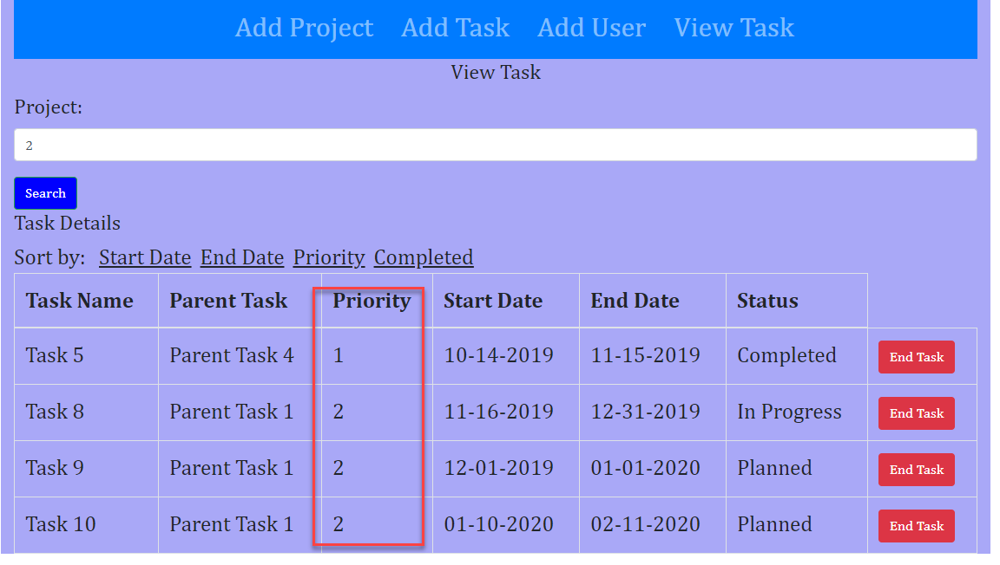 Add Project Add Task Add User View Task
View Task
Project:
2
Search
Task Details
Sort by: Start Date End Date Priority Completed
Task Name Parent Task Priority Start Date End Date Status
Task 5 Parent Task 4 1 10-14-2019 11-15-2019 Completed End Task
Task 8 Parent Task 1 2 11-16-2019 12-31-2019 In Progress End Task
Task 9 Parent Task 1 2 12-01-2019 01-01-2020 Planned End Task
Task 10 Parent Task 1 2 01-10-2020 02-11-2020 Planned End Task